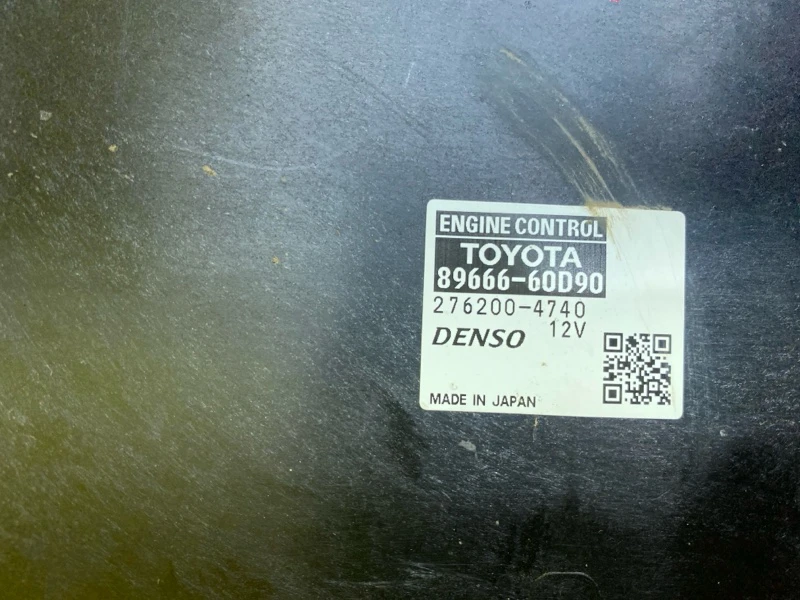 ENGINE CONTROL
TOYOTA
89666-60D90
276200-4740
12V
DENSO
MADE IN JAPAN